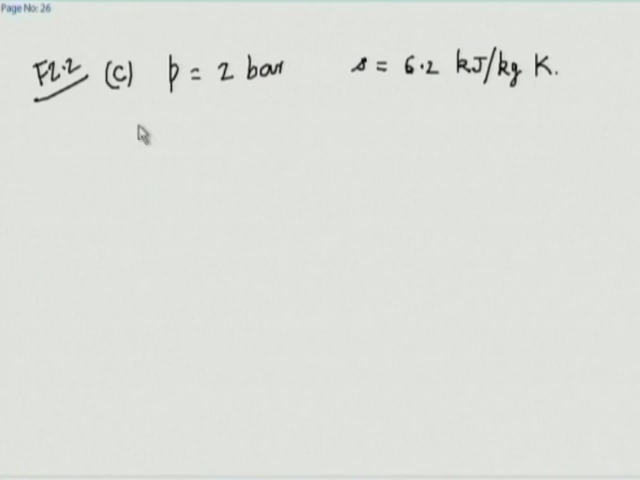 Page No: 26
F2.2 (C) p = 2 bar s = 6.2 kJ/kg K.